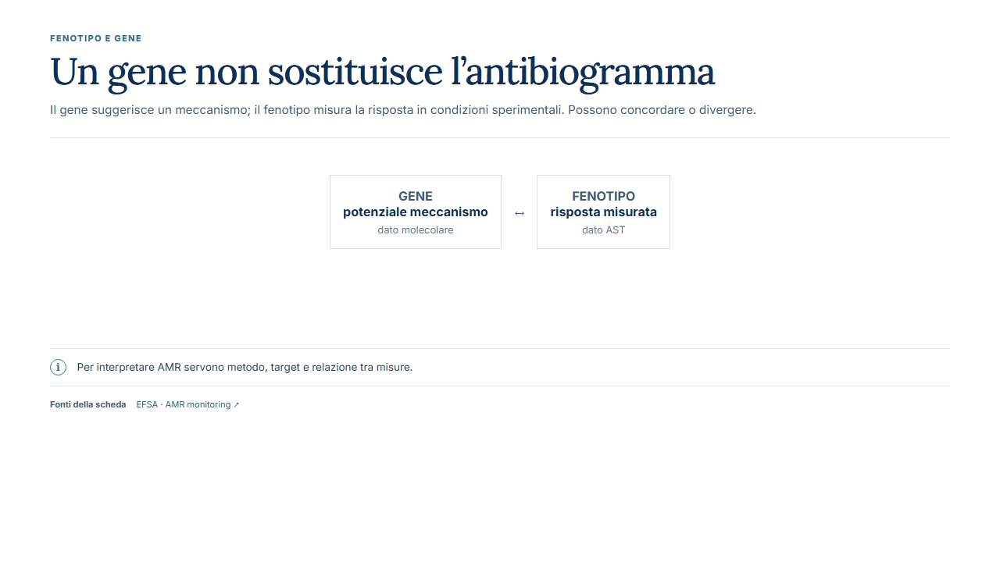 FENOTIPO E GENE
Un gene non sostituisce l’antibiogramma
Il gene suggerisce un meccanismo; il fenotipo misura la risposta in condizioni sperimentali. Possono concordare o divergere.
GENE
potenziale meccanismo
dato molecolare
↔
FENOTIPO
risposta misurata
dato AST
i Per interpretare AMR servono metodo, target e relazione tra misure.
Fonti della scheda EFSA · AMR monitoring ↗